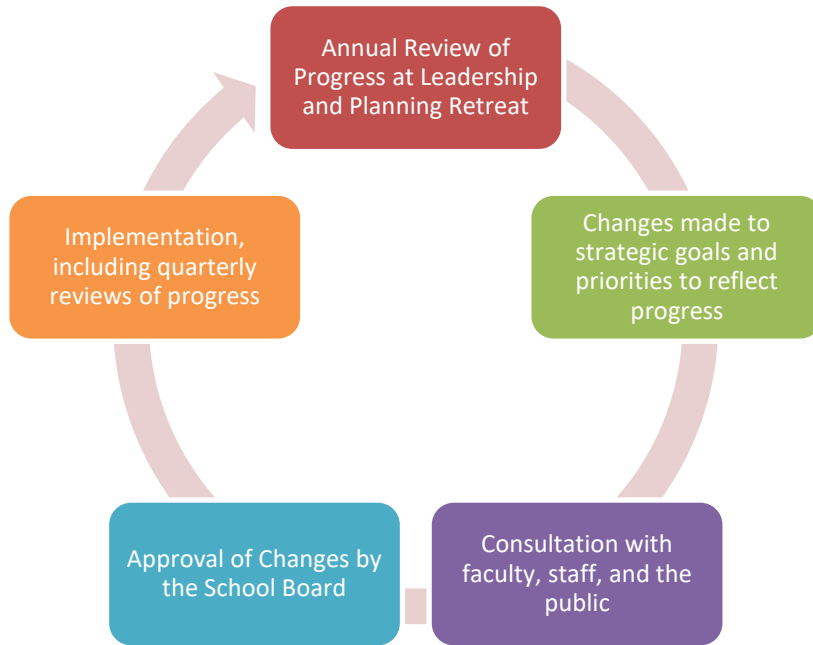 Annual Review of
Progress at Leadership
and Planning Retreat
Changes made to
strategic goals and
priorities to reflect
progress
Consultation with
faculty, staff, and the
public
Approval of Changes by
the School Board
Implementation,
including quarterly
reviews of progress